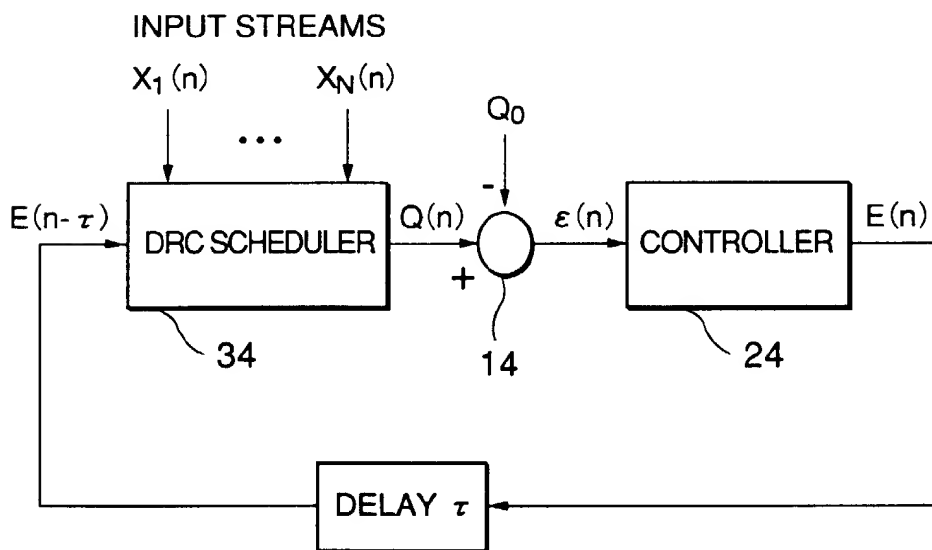 INPUT STREAMS
X₁(n) X_N(n)
•••
Q₀
-
E(n-τ) DRC SCHEDULER Q(n) ε(n) CONTROLLER E(n)
+
34 14 24
DELAY τ